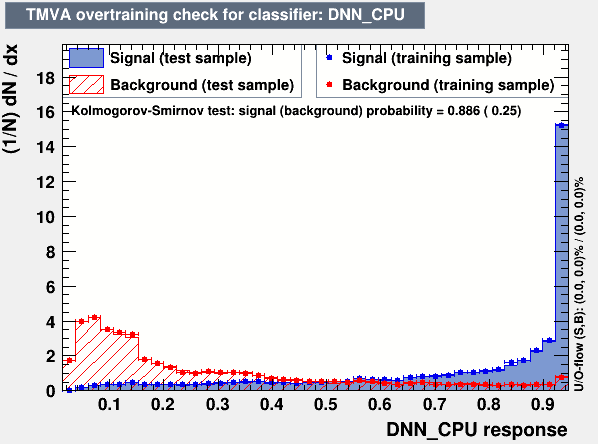 TMVA overtraining check for classifier: DNN_CPU
(1/N) dN / dx
Signal (test sample)
Background (test sample)
Signal (training sample)
Background (training sample)
Kolmogorov-Smirnov test: signal (background) probability = 0.886 ( 0.25)
18
16
14
12
10
8
6
4
2
0
0.1 0.2 0.3 0.4 0.5 0.6 0.7 0.8 0.9
DNN_CPU response
U/O-flow (S,B): (0.0, 0.0)% / (0.0, 0.0)%